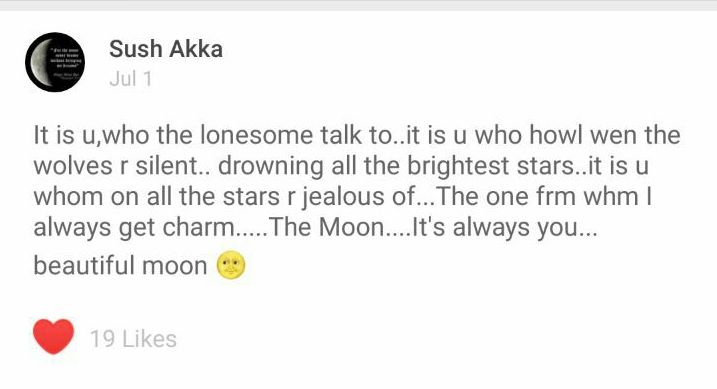 Sush Akka
Jul 1
It is u,who the lonesome talk to..it is u who howl wen the
wolves r silent.. drowning all the brightest stars..it is u
whom on all the stars r jealous of...The one frm whm I
always get charm.....The Moon....It's always you...
beautiful moon 🌝
19 Likes